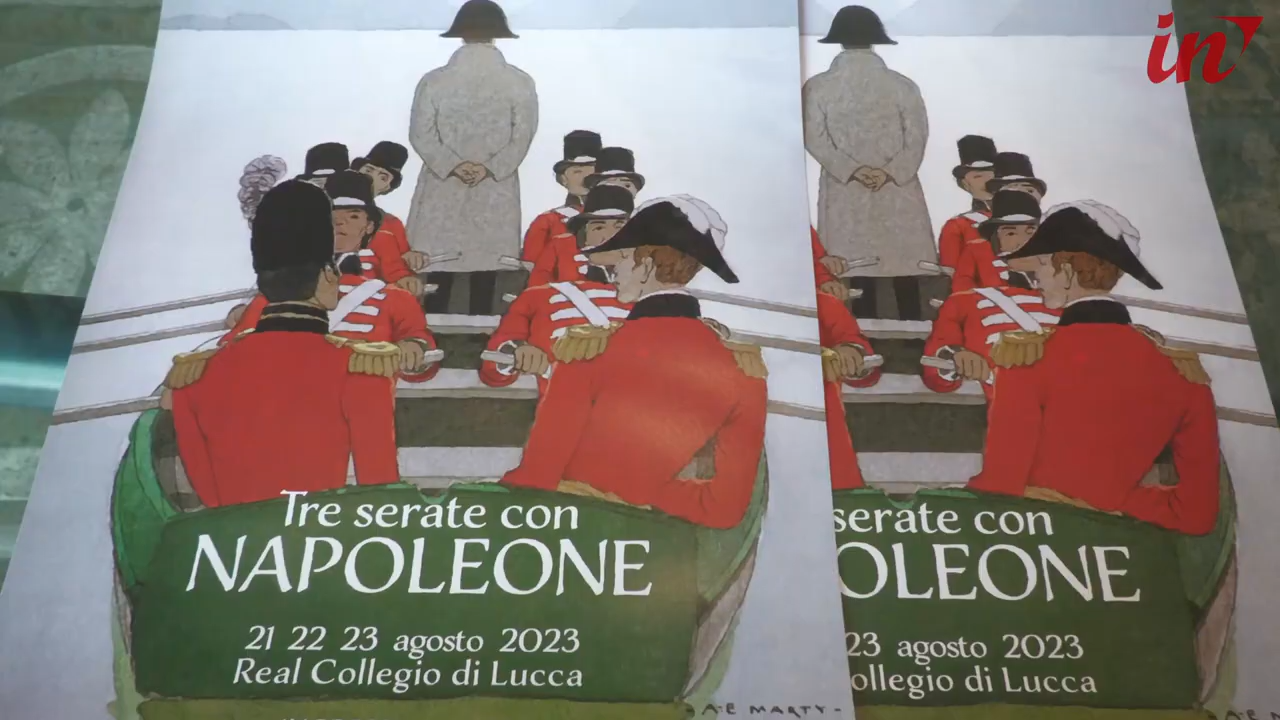 in
Tre serate con
NAPOLEONE
21 22 23 agosto 2023
Real Collegio di Lucca
A·E MARTY-
serate con
OLEONE
23 agosto 2023
ollegio di Lucca